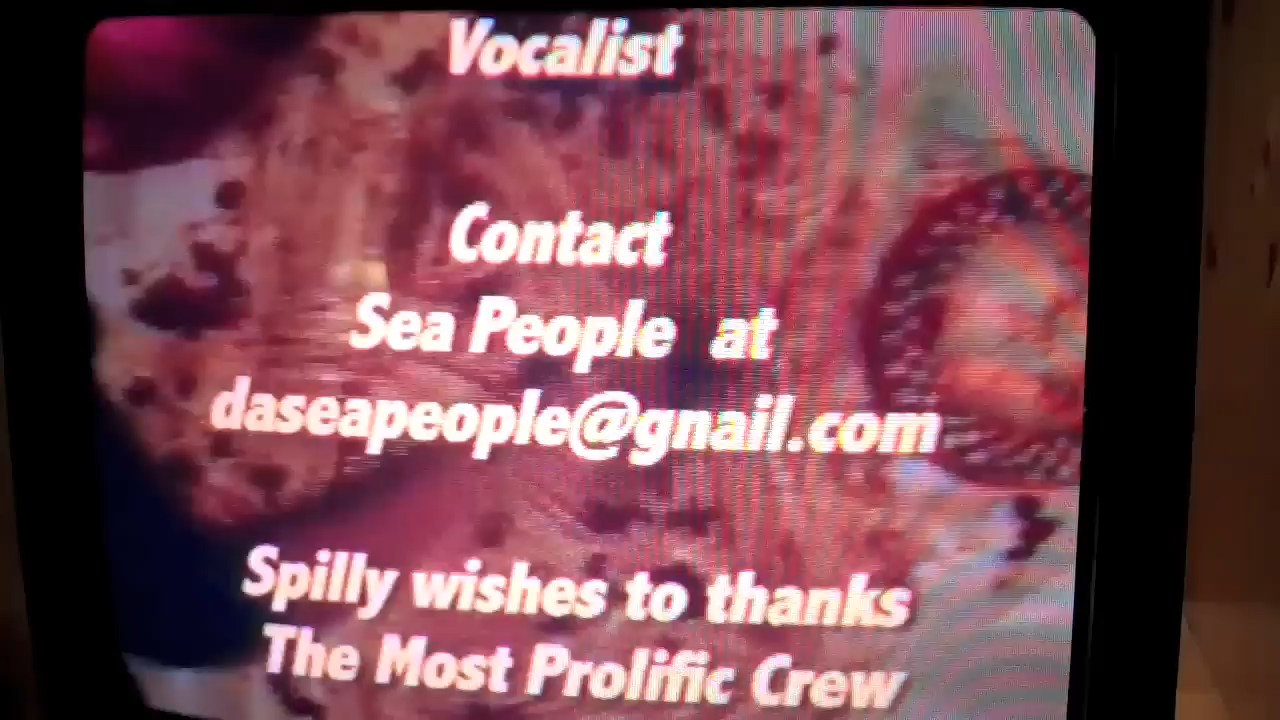 Vocalist
Contact
Sea People at
daseapeople@gnail.com
Spilly wishes to thanks
The Most Prolific Crew